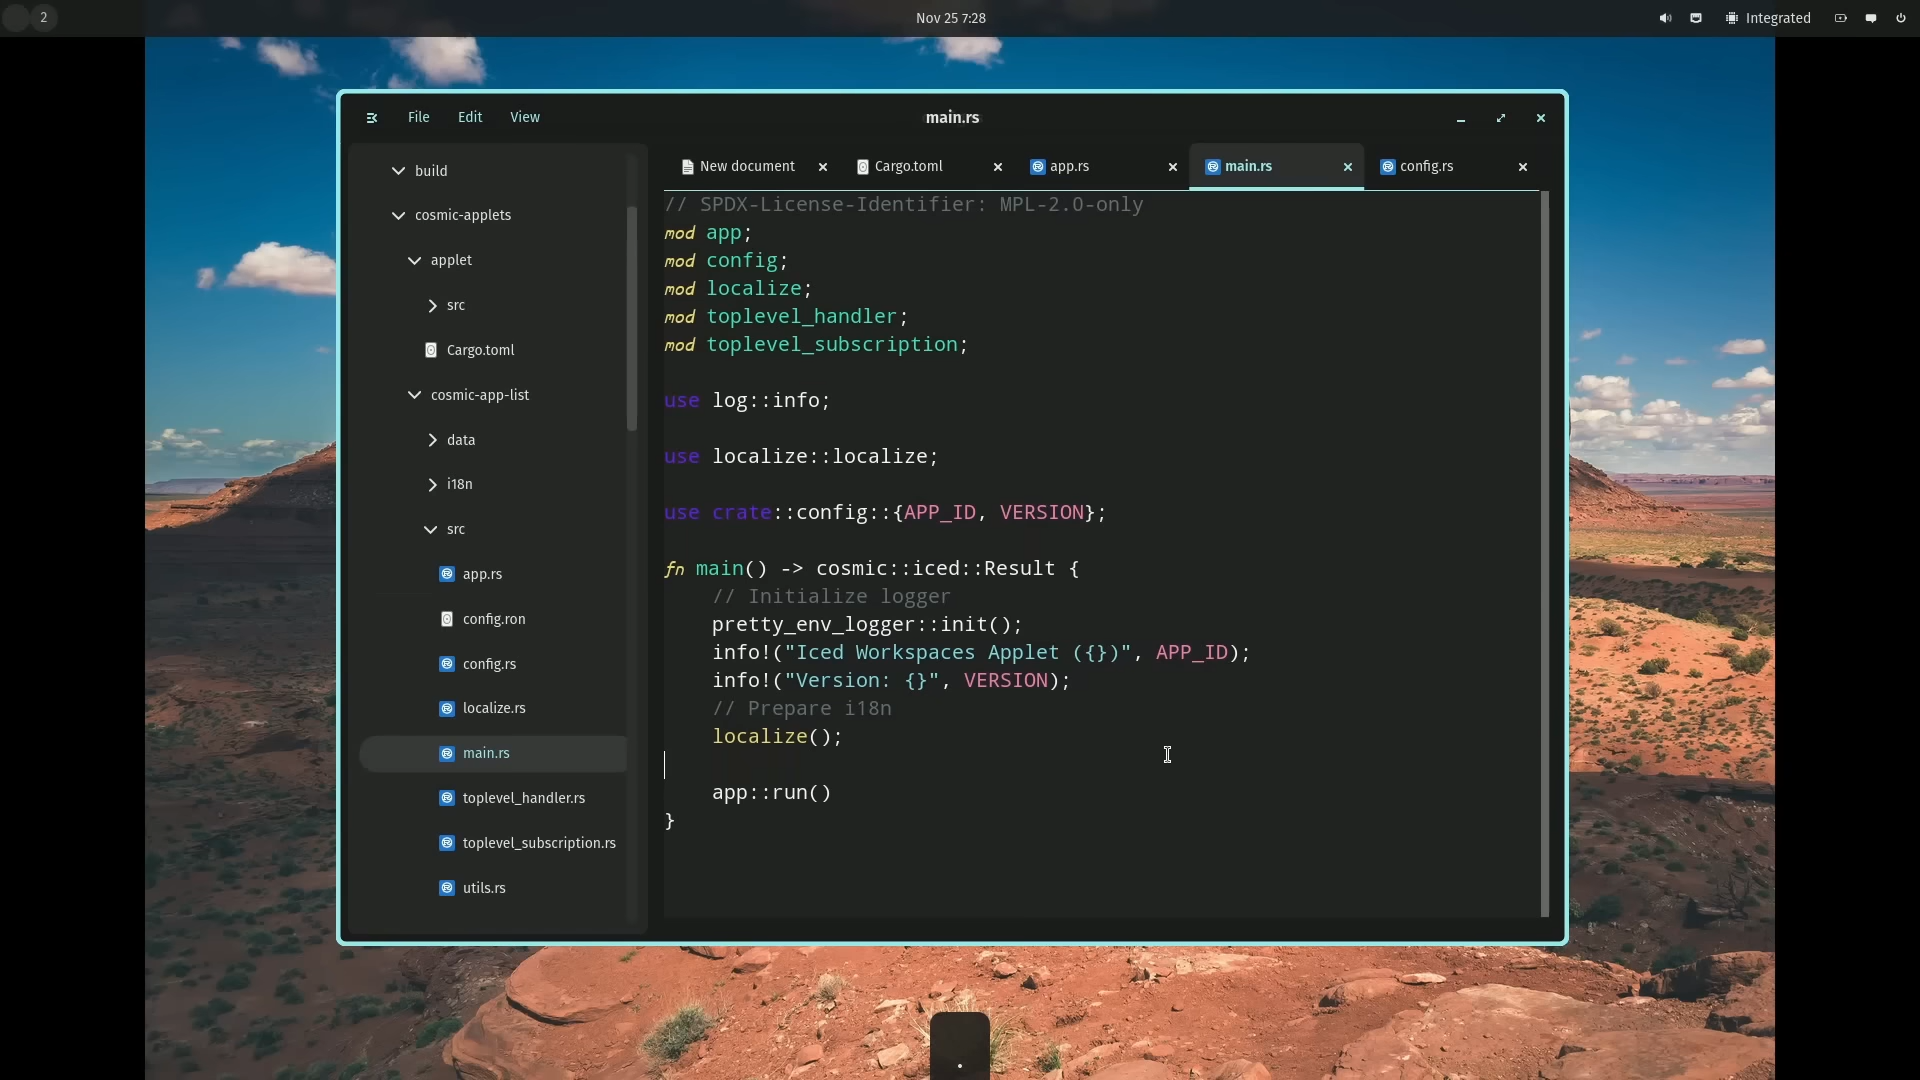 2
Nov 25 7:28
Integrated
File Edit View
main.rs
build
cosmic-applets
applet
src
Cargo.toml
cosmic-app-list
data
i18n
src
app.rs
config.ron
config.rs
localize.rs
main.rs
toplevel_handler.rs
toplevel_subscription.rs
utils.rs
New document Cargo.toml app.rs main.rs config.rs
// SPDX-License-Identifier: MPL-2.0-only
mod app;
mod config;
mod localize;
mod toplevel_handler;
mod toplevel_subscription;
use log::info;
use localize::localize;
use crate::config::{APP_ID, VERSION};
fn main() -> cosmic::iced::Result {
    // Initialize logger
    pretty_env_logger::init();
    info!("Iced Workspaces Applet ({})", APP_ID);
    info!("Version: {}", VERSION);
    // Prepare i18n
    localize();
    app::run()
}